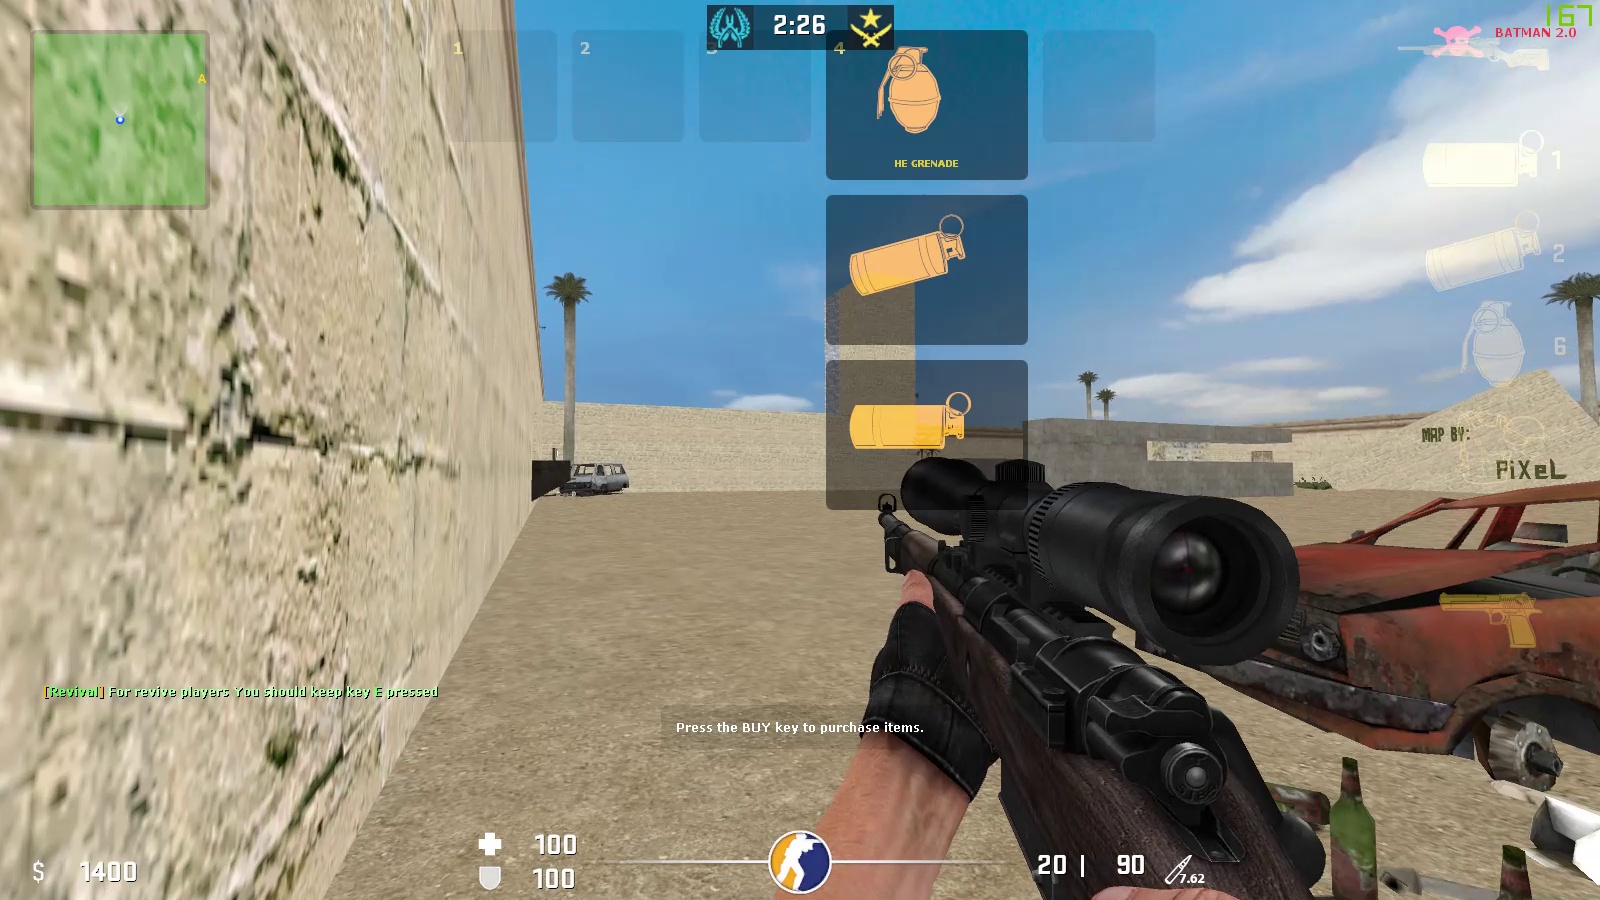 2:26
167
BATMAN 2.0
1
2
3
4
A
HE GRENADE
1
2
6
MAP BY:
PiXeL
[Revival] For revive players You should keep key E pressed
Press the BUY key to purchase items.
100
$ 1400
20 | 90
7.62
100